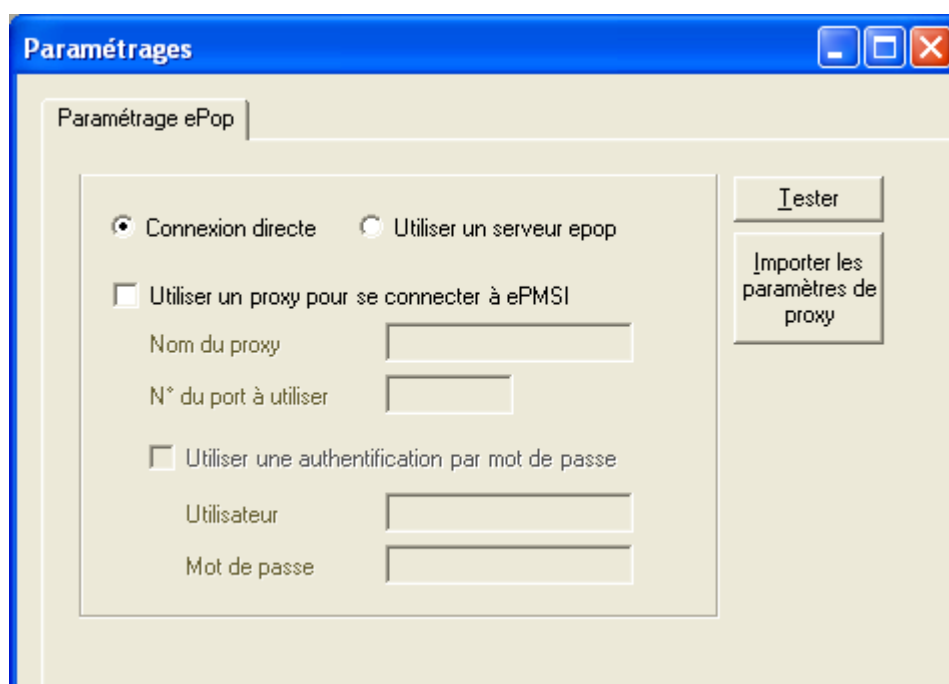 Paramétrages
Paramétrage ePop
Connexion directe
Utiliser un serveur epop
Tester
Importer les
paramètres de
proxy
Utiliser un proxy pour se connecter à ePMSI
Nom du proxy
N° du port à utiliser
Utiliser une authentification par mot de passe
Utilisateur
Mot de passe